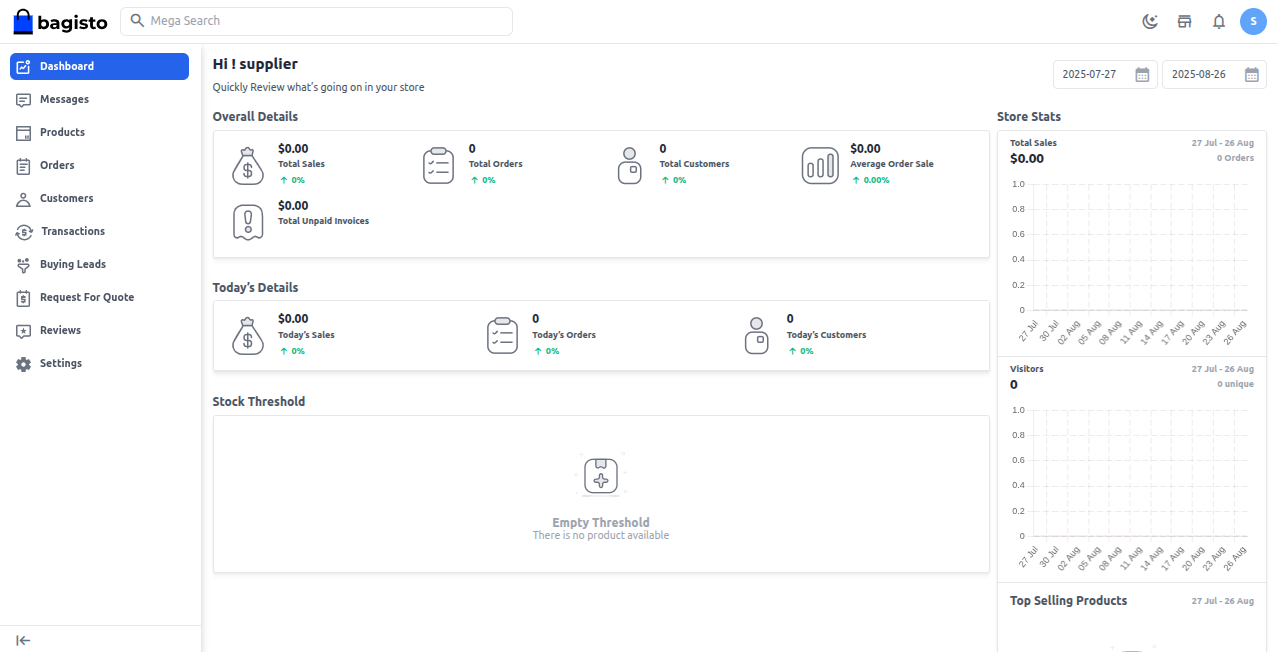 bagisto
Mega Search
S
Dashboard
Messages
Products
Orders
Customers
Transactions
Buying Leads
Request For Quote
Reviews
Settings
Hi ! supplier
Quickly Review what's going on in your store
2025-07-27
2025-08-26
Overall Details
$0.00
Total Sales
0%
0
Total Orders
0%
0
Total Customers
0%
$0.00
Average Order Sale
0.00%
$0.00
Total Unpaid Invoices
Today's Details
$0.00
Today's Sales
0%
0
Today's Orders
0%
0
Today's Customers
0%
Stock Threshold
Empty Threshold
There is no product available
Store Stats
Total Sales
27 Jul - 26 Aug
$0.00
0 Orders
1.0
0.8
0.6
0.4
0.2
0
27 Jul
30 Jul
02 Aug
05 Aug
08 Aug
11 Aug
14 Aug
17 Aug
20 Aug
23 Aug
26 Aug
Visitors
27 Jul - 26 Aug
0
0 unique
1.0
0.8
0.6
0.4
0.2
0
27 Jul
30 Jul
02 Aug
05 Aug
08 Aug
11 Aug
14 Aug
17 Aug
20 Aug
23 Aug
26 Aug
Top Selling Products
27 Jul - 26 Aug